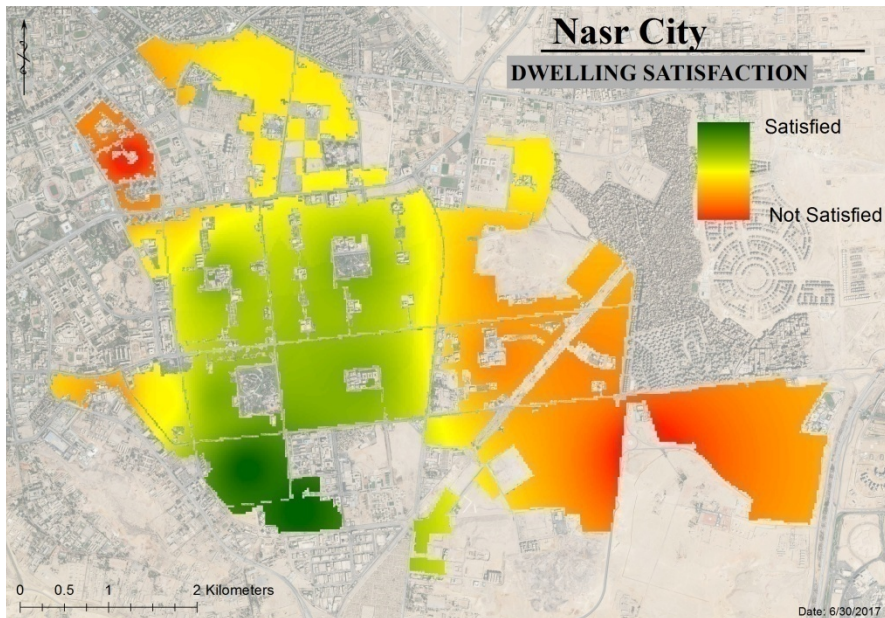 Nasr City
DWELLING SATISFACTION
Satisfied
Not Satisfied
0 0.5 1 2 Kilometers
Date: 6/30/2017